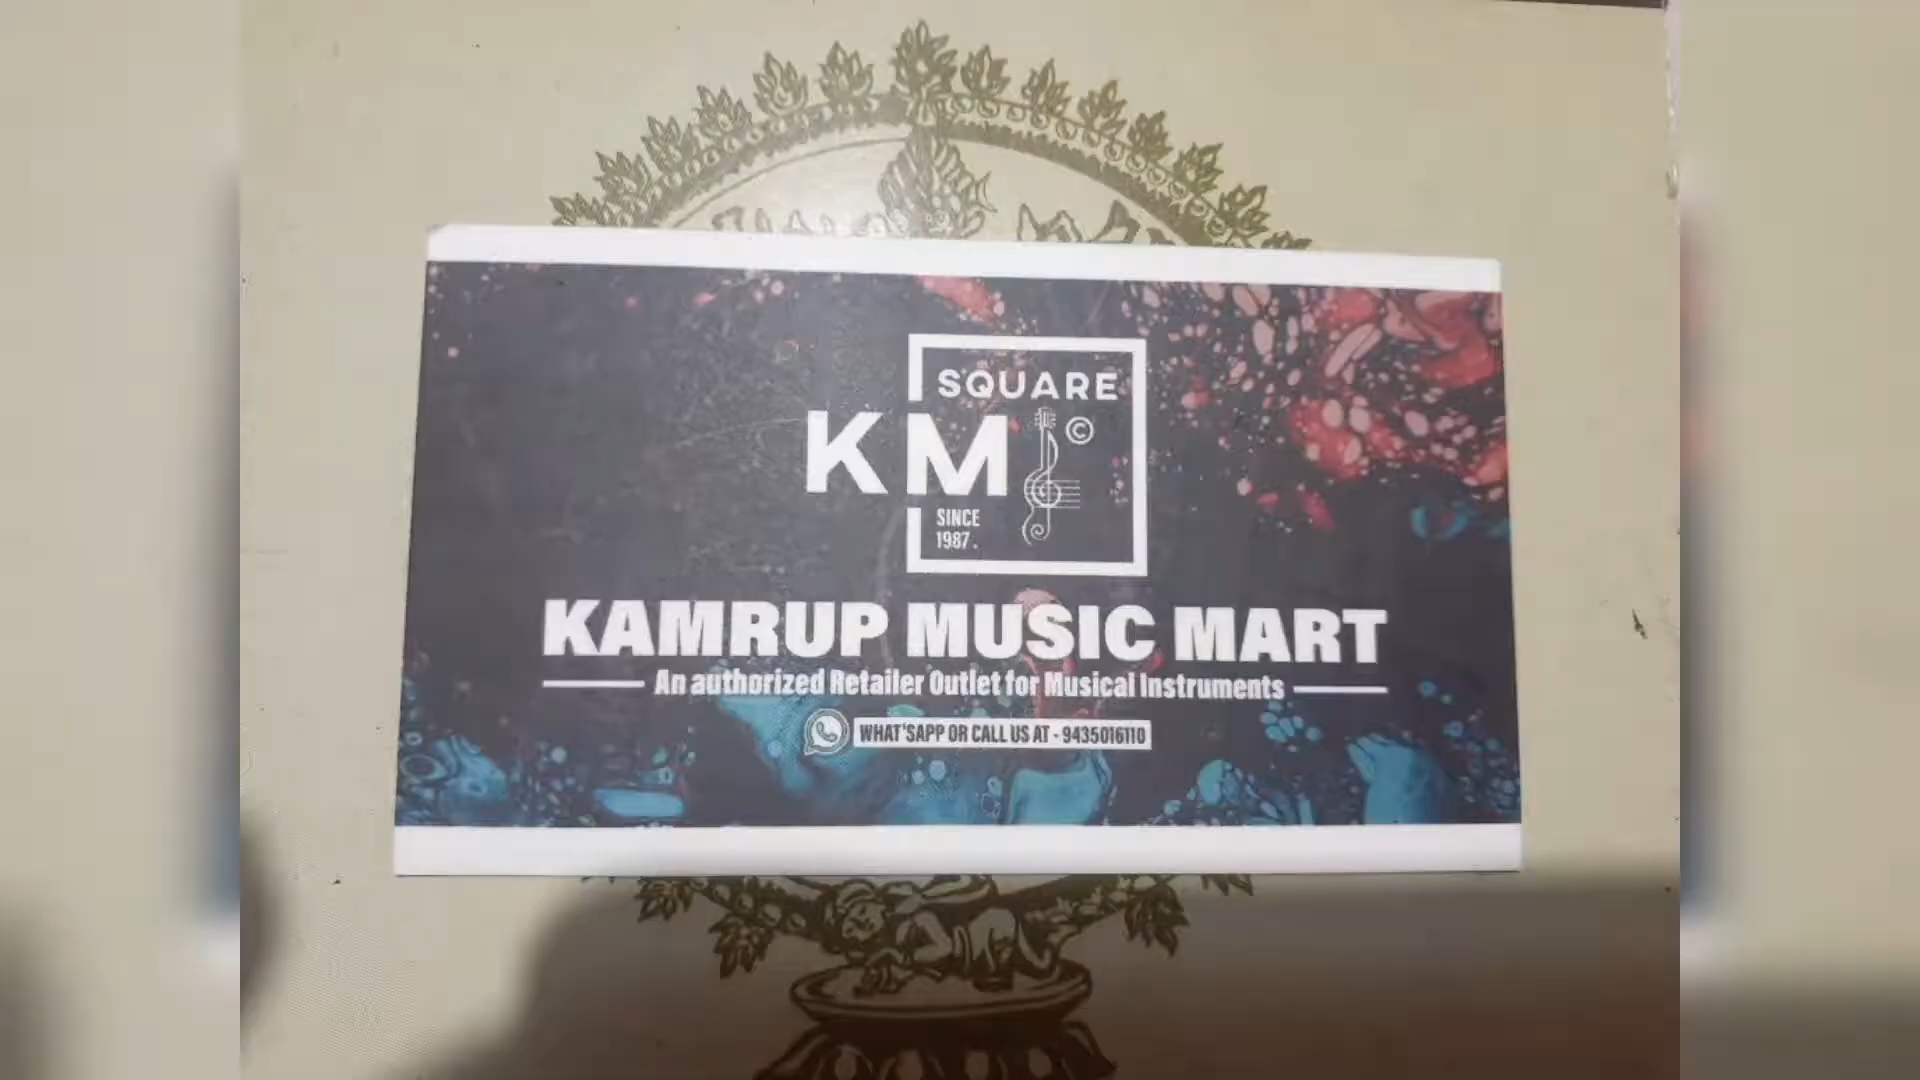 SQUARE
KM ©
SINCE
1987.
KAMRUP MUSIC MART
An authorized Retailer Outlet for Musical Instruments
WHAT'SAPP OR CALL US AT - 9435016110